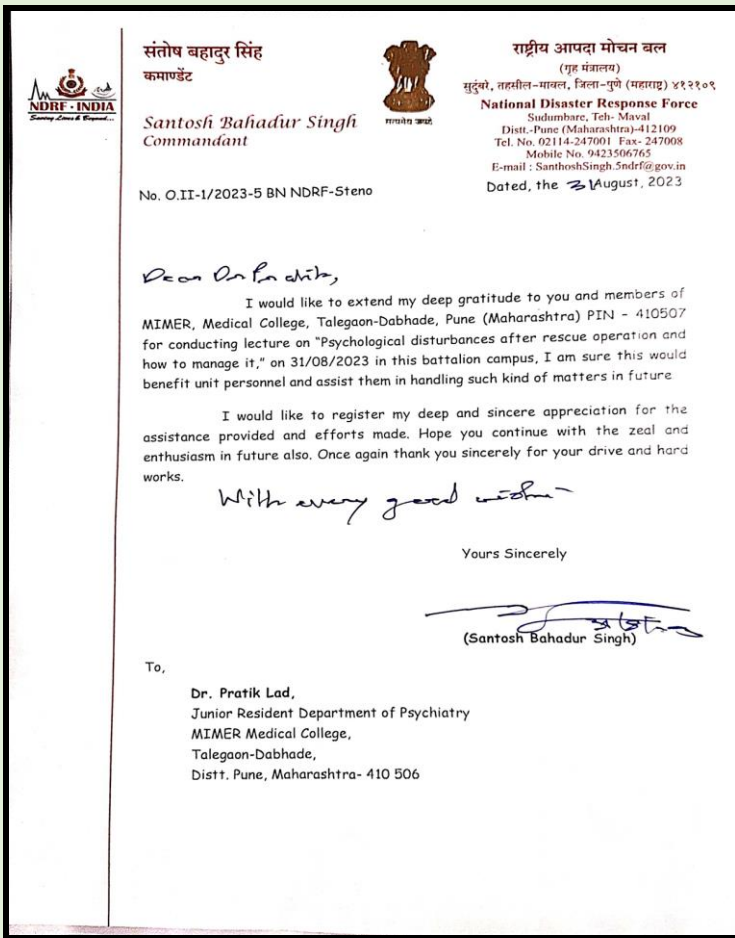 संतोष बहादुर सिंह
कमाण्डेंट
Santosh Bahadur Singh
Commandant
NDRF - INDIA
Saving Lives & Beyond...
सत्यमेव जयते
राष्ट्रीय आपदा मोचन बल
(गृह मंत्रालय)
सुदुंबरे, तहसील-मावल, जिला-पुणे (महाराष्ट्र) ४१२१०९
National Disaster Response Force
Sudumbare, Teh- Maval
Distt.-Pune (Maharashtra)-412109
Tel. No. 02114-247001 Fax- 247008
Mobile No. 9423506765
E-mail : SanthoshSingh.5ndrf@gov.in
No. O.II-1/2023-5 BN NDRF-Steno
Dated, the 31 August, 2023
Dear Dr Pratik,
I would like to extend my deep gratitude to you and members of
MIMER, Medical College, Talegaon-Dabhade, Pune (Maharashtra) PIN - 410507
for conducting lecture on “Psychological disturbances after rescue operation and
how to manage it,” on 31/08/2023 in this battalion campus, I am sure this would
benefit unit personnel and assist them in handling such kind of matters in future
I would like to register my deep and sincere appreciation for the
assistance provided and efforts made. Hope you continue with the zeal and
enthusiasm in future also. Once again thank you sincerely for your drive and hard
works.
With every good wishes
Yours Sincerely
(Santosh Bahadur Singh)
To,
Dr. Pratik Lad,
Junior Resident Department of Psychiatry
MIMER Medical College,
Talegaon-Dabhade,
Distt. Pune, Maharashtra- 410 506